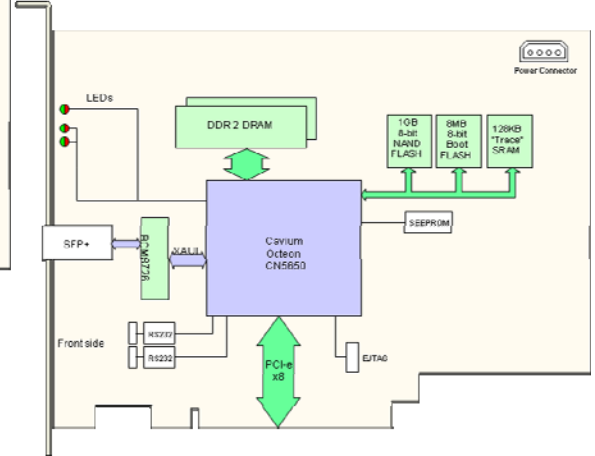 Power Connector
LEDs
DDR 2 DRAM
1GB
8-bit
NAND
FLASH
8MB
8-bit
Boot
FLASH
128KB
"Trace"
SRAM
SEEPROM
SFP+
BCM8726
XAUI
Cavium
Octeon
CN5650
Front side
RS232
RS232
PCI-e
x8
EJTAG